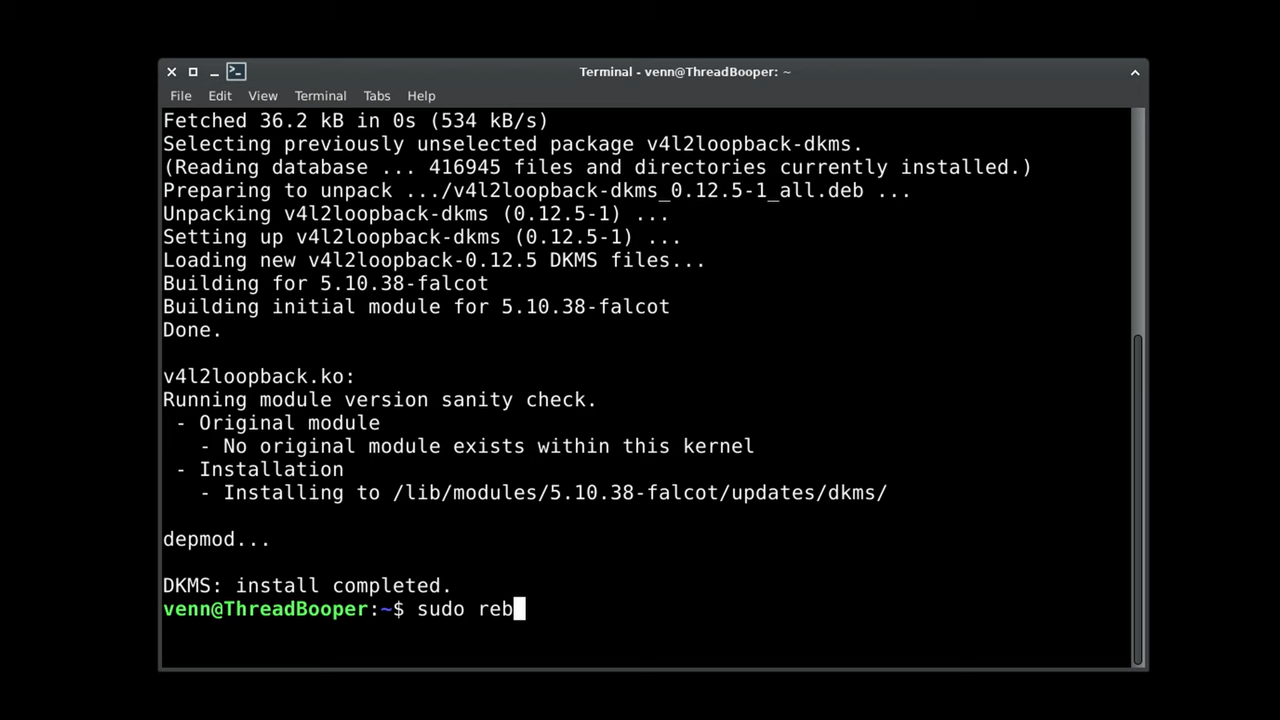 Terminal - venn@ThreadBooper: ~
File Edit View Terminal Tabs Help
Fetched 36.2 kB in 0s (534 kB/s)
Selecting previously unselected package v4l2loopback-dkms.
(Reading database ... 416945 files and directories currently installed.)
Preparing to unpack .../v4l2loopback-dkms_0.12.5-1_all.deb ...
Unpacking v4l2loopback-dkms (0.12.5-1) ...
Setting up v4l2loopback-dkms (0.12.5-1) ...
Loading new v4l2loopback-0.12.5 DKMS files...
Building for 5.10.38-falcot
Building initial module for 5.10.38-falcot
Done.
v4l2loopback.ko:
Running module version sanity check.
- Original module
- No original module exists within this kernel
- Installation
- Installing to /lib/modules/5.10.38-falcot/updates/dkms/
depmod...
DKMS: install completed.
venn@ThreadBooper:~$ sudo reb